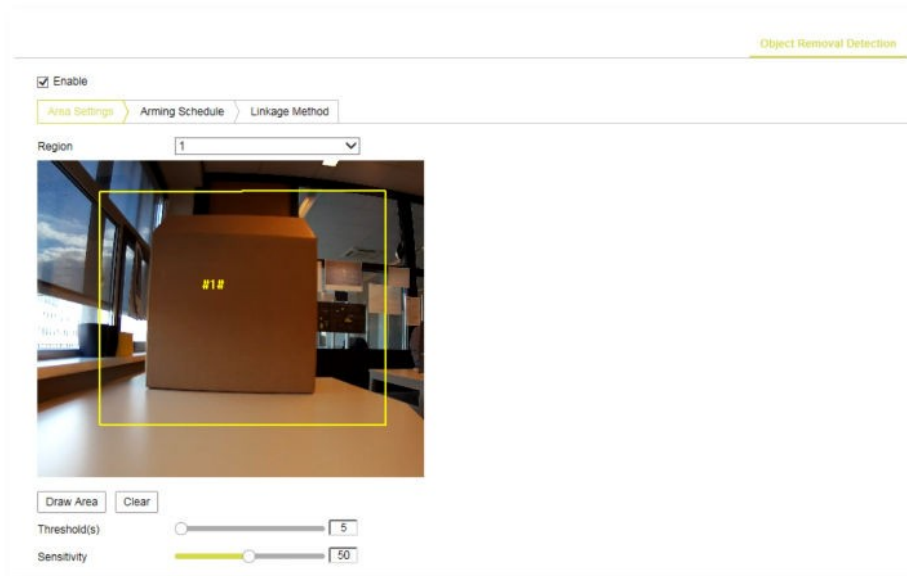 Object Removal Detection
Enable
Area Settings Arming Schedule Linkage Method
Region 1
#1#
Draw Area Clear
Threshold(s) 5
Sensitivity 50